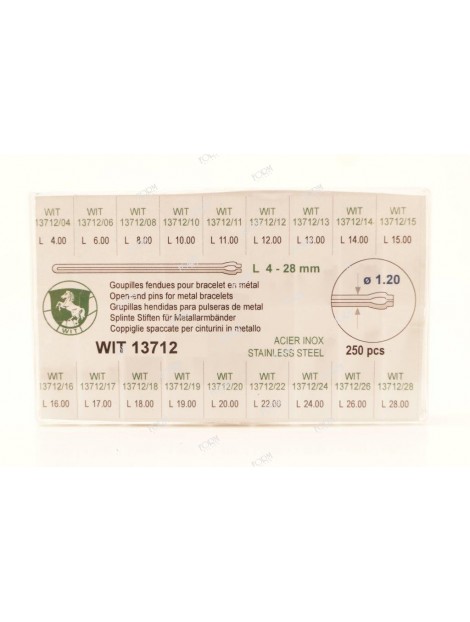 WIT WIT WIT WIT WIT WIT WIT WIT WIT
13712/04 13712/06 13712/08 13712/10 13712/11 13712/12 13712/13 13712/14 13712/15
L 4.00 L 6.00 L 8.00 L 10.00 L 11.00 L 12.00 L 13.00 L 14.00 L 15.00
L 4 - 28 mm
ø 1.20
Goupilles fendues pour bracelet en métal
Open-end pins for metal bracelets
Grupillas hendidas para pulseras de metal
Splinte Stiften für Metallarmbänder
Coppiglie spaccate per cinturini in metallo
WIT
WIT 13712
ACIER INOX
STAINLESS STEEL
250 pcs
WIT WIT WIT WIT WIT WIT WIT WIT WIT
13712/16 13712/17 13712/18 13712/19 13712/20 13712/22 13712/24 13712/26 13712/28
L 16.00 L 17.00 L 18.00 L 19.00 L 20.00 L 22.00 L 24.00 L 26.00 L 28.00